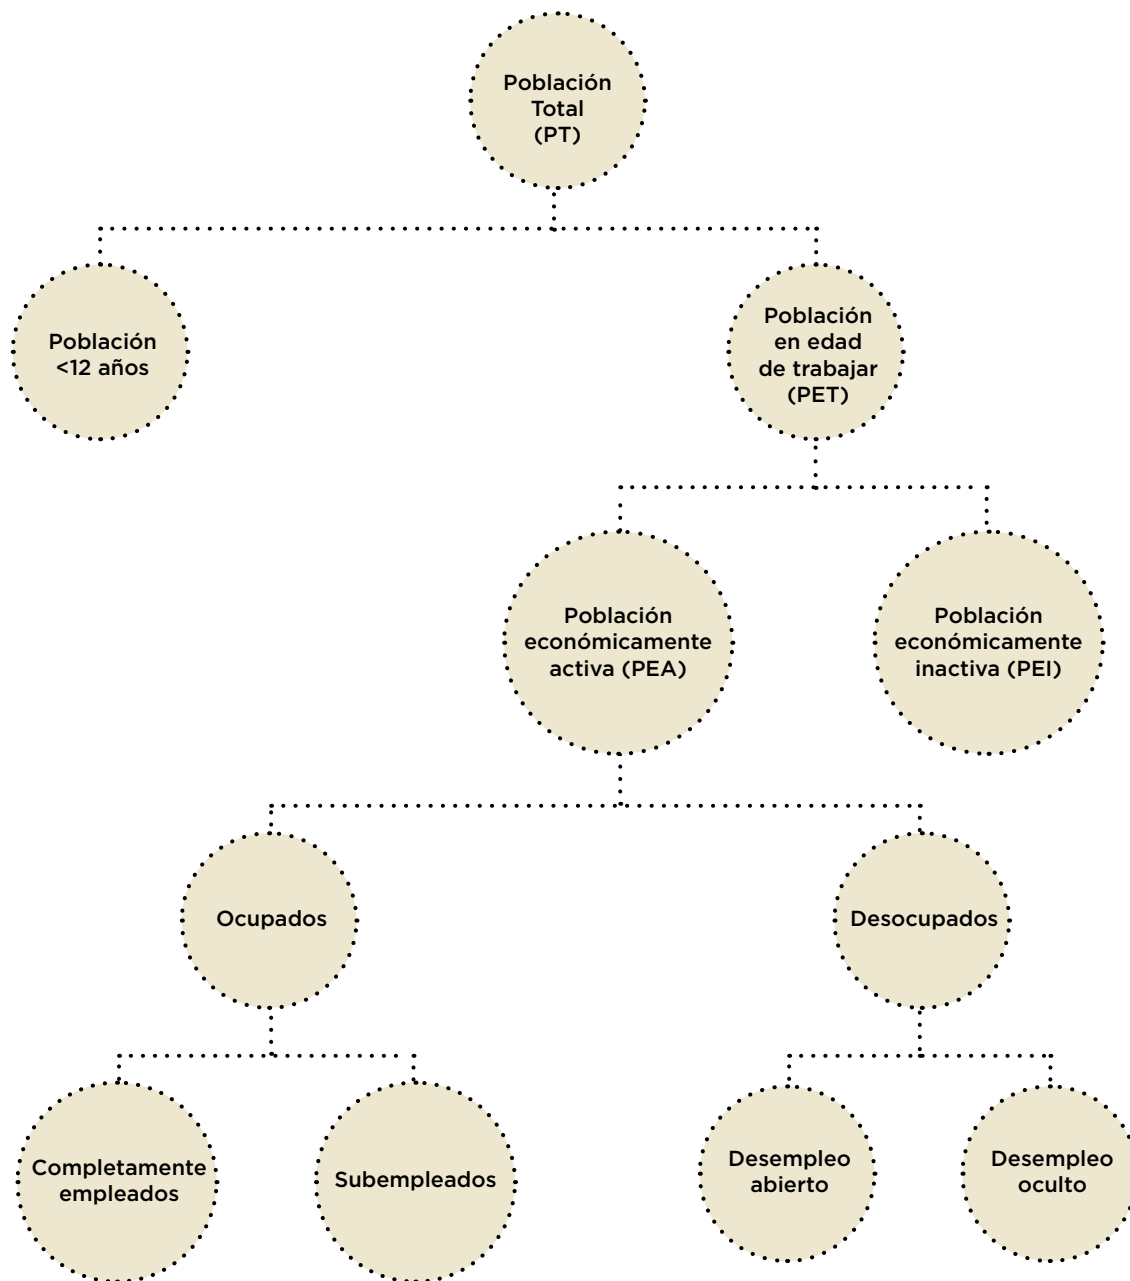 Población
Total
(PT)
Población
<12 años
Población
en edad
de trabajar
(PET)
Población
económicamente
activa (PEA)
Población
económicamente
inactiva (PEI)
Ocupados
Desocupados
Completamente
empleados
Subempleados
Desempleo
abierto
Desempleo
oculto